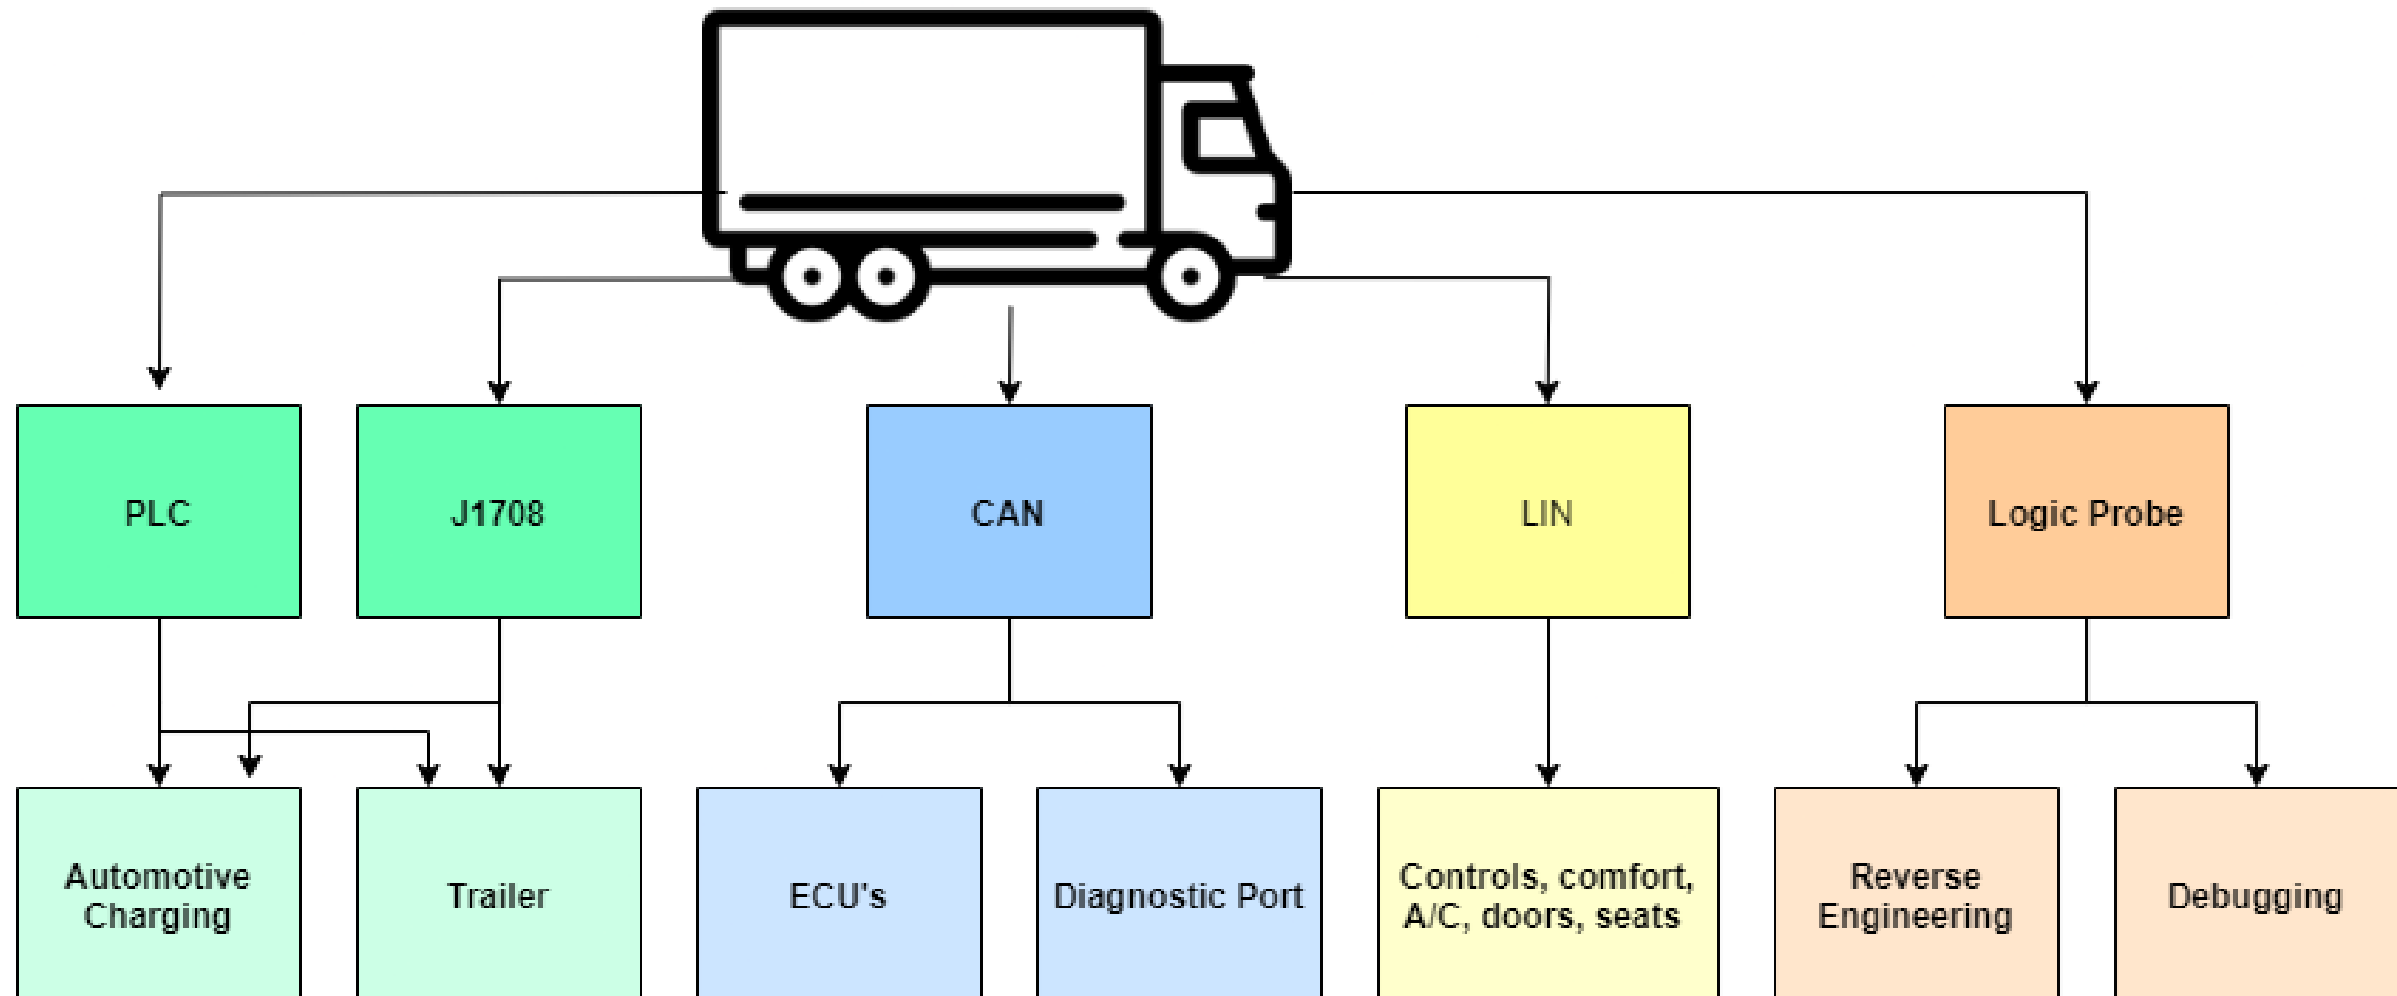 PLC
J1708
CAN
LIN
Logic Probe
Automotive
Charging
Trailer
ECU's
Diagnostic Port
Controls, comfort,
A/C, doors, seats
Reverse
Engineering
Debugging